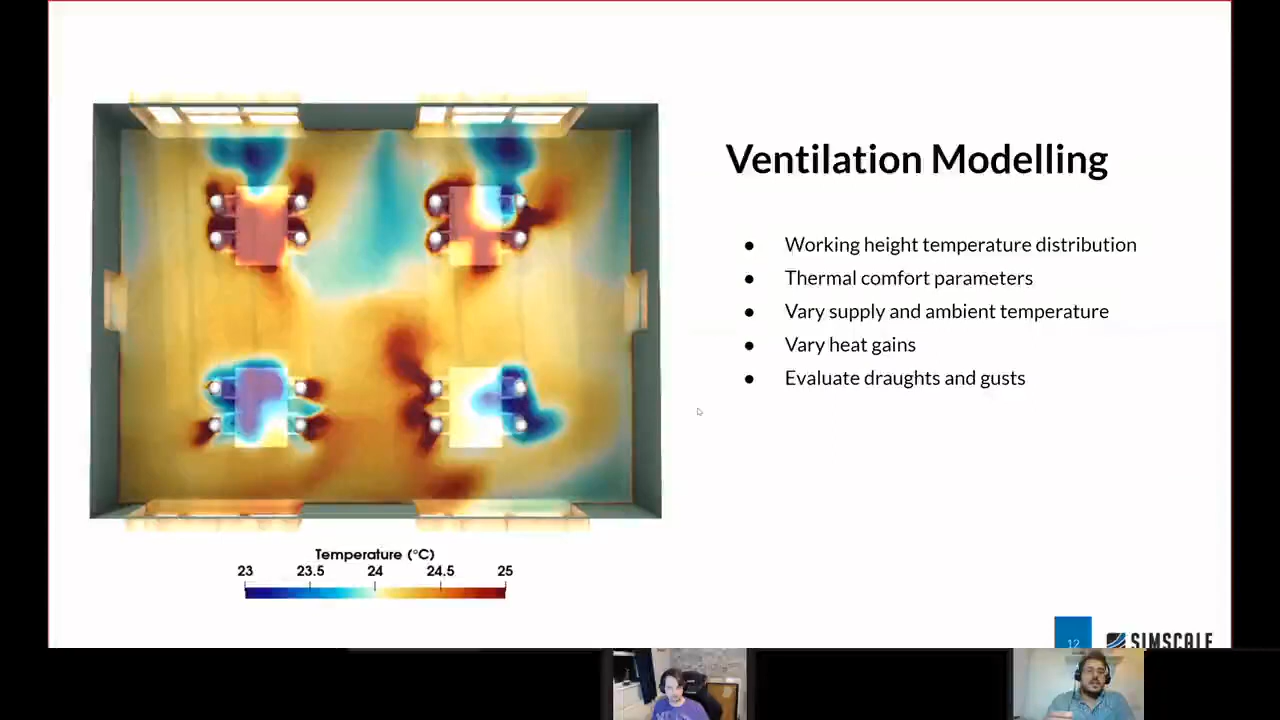 Ventilation Modelling
● Working height temperature distribution
● Thermal comfort parameters
● Vary supply and ambient temperature
● Vary heat gains
● Evaluate draughts and gusts
Temperature (°C)
23 23.5 24 24.5 25
12
SIMSCALE